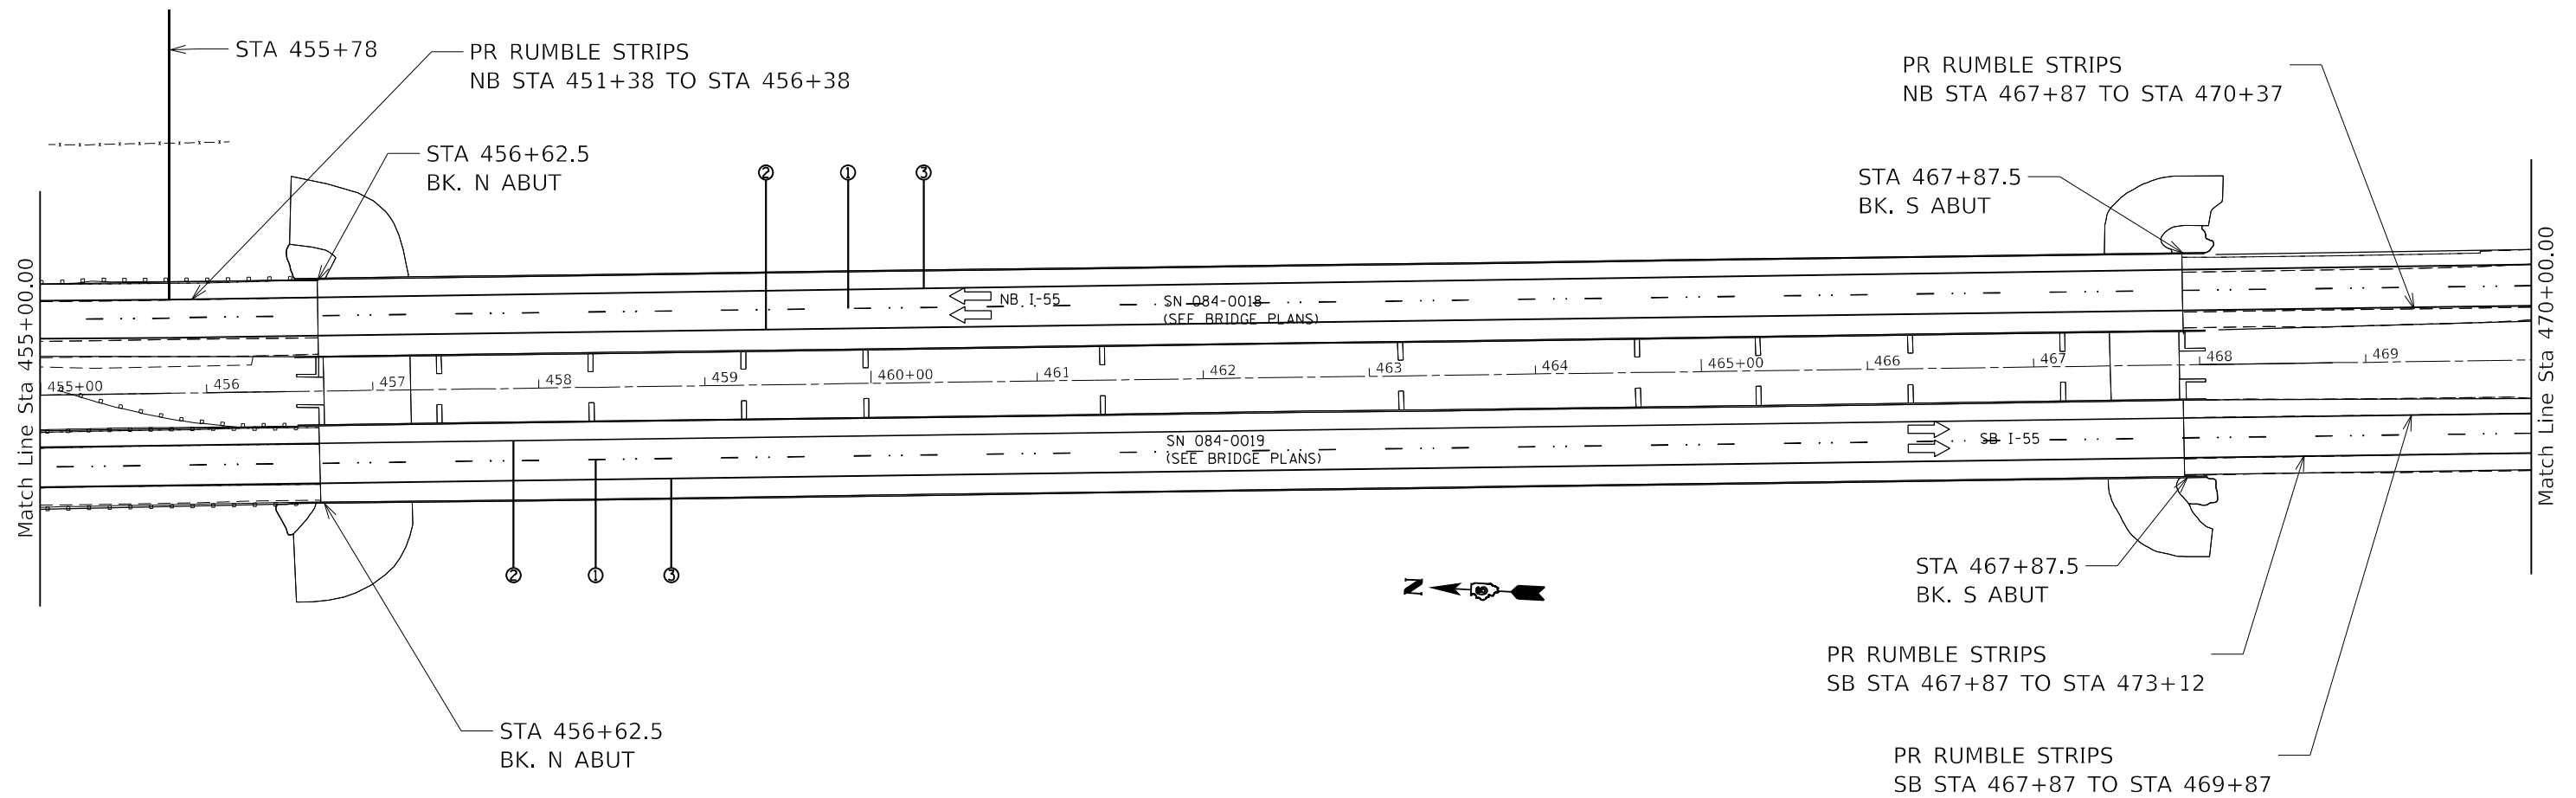 STA 455+78
PR RUMBLE STRIPS
NB STA 451+38 TO STA 456+38
STA 456+62.5
BK. N ABUT
2
1
3
PR RUMBLE STRIPS
NB STA 467+87 TO STA 470+37
STA 467+87.5
BK. S ABUT
Match Line Sta 455+00.00
Match Line Sta 470+00.00
NB I-55
SN 084-0018
(SEE BRIDGE PLANS)
455+00
456
457
458
459
460+00
461
462
463
464
465+00
466
467
468
469
SN 084-0019
(SEE BRIDGE PLANS)
SB I-55
2
1
3
N
STA 467+87.5
BK. S ABUT
PR RUMBLE STRIPS
SB STA 467+87 TO STA 473+12
STA 456+62.5
BK. N ABUT
PR RUMBLE STRIPS
SB STA 467+87 TO STA 469+87